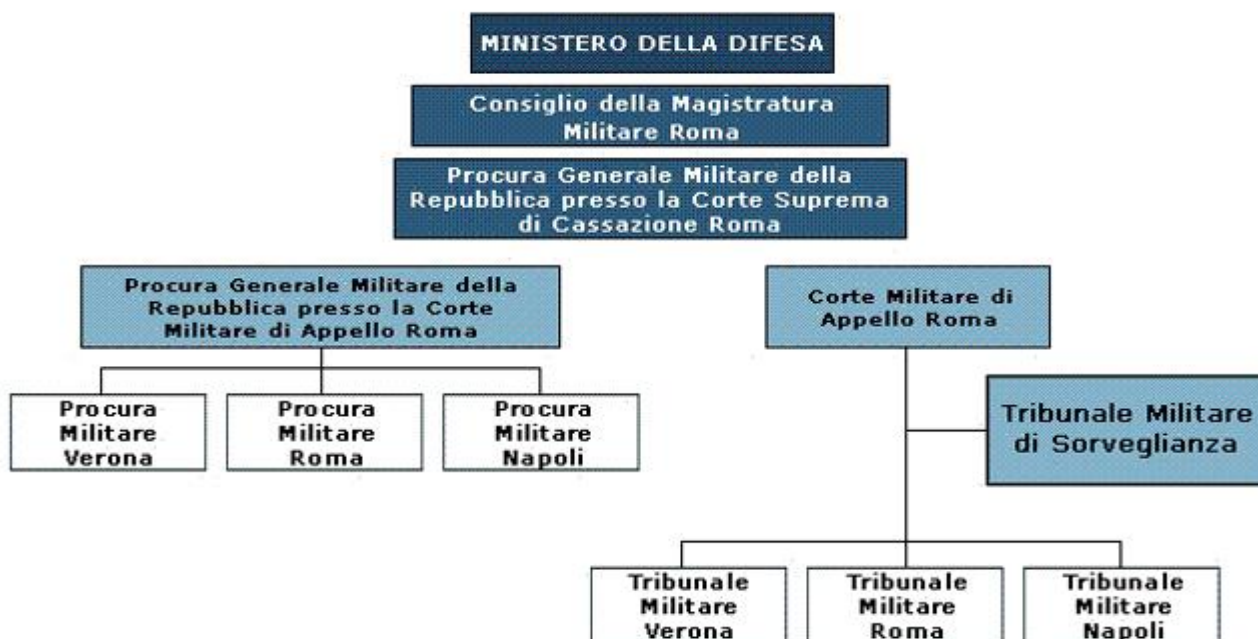 MINISTERO DELLA DIFESA
Consiglio della Magistratura
Militare Roma
Procura Generale Militare della
Repubblica presso la Corte Suprema
di Cassazione Roma
Procura Generale Militare della
Repubblica presso la Corte
Militare di Appello Roma
Corte Militare di
Appello Roma
Procura
Militare
Verona
Procura
Militare
Roma
Procura
Militare
Napoli
Tribunale Militare
di Sorveglianza
Tribunale
Militare
Verona
Tribunale
Militare
Roma
Tribunale
Militare
Napoli